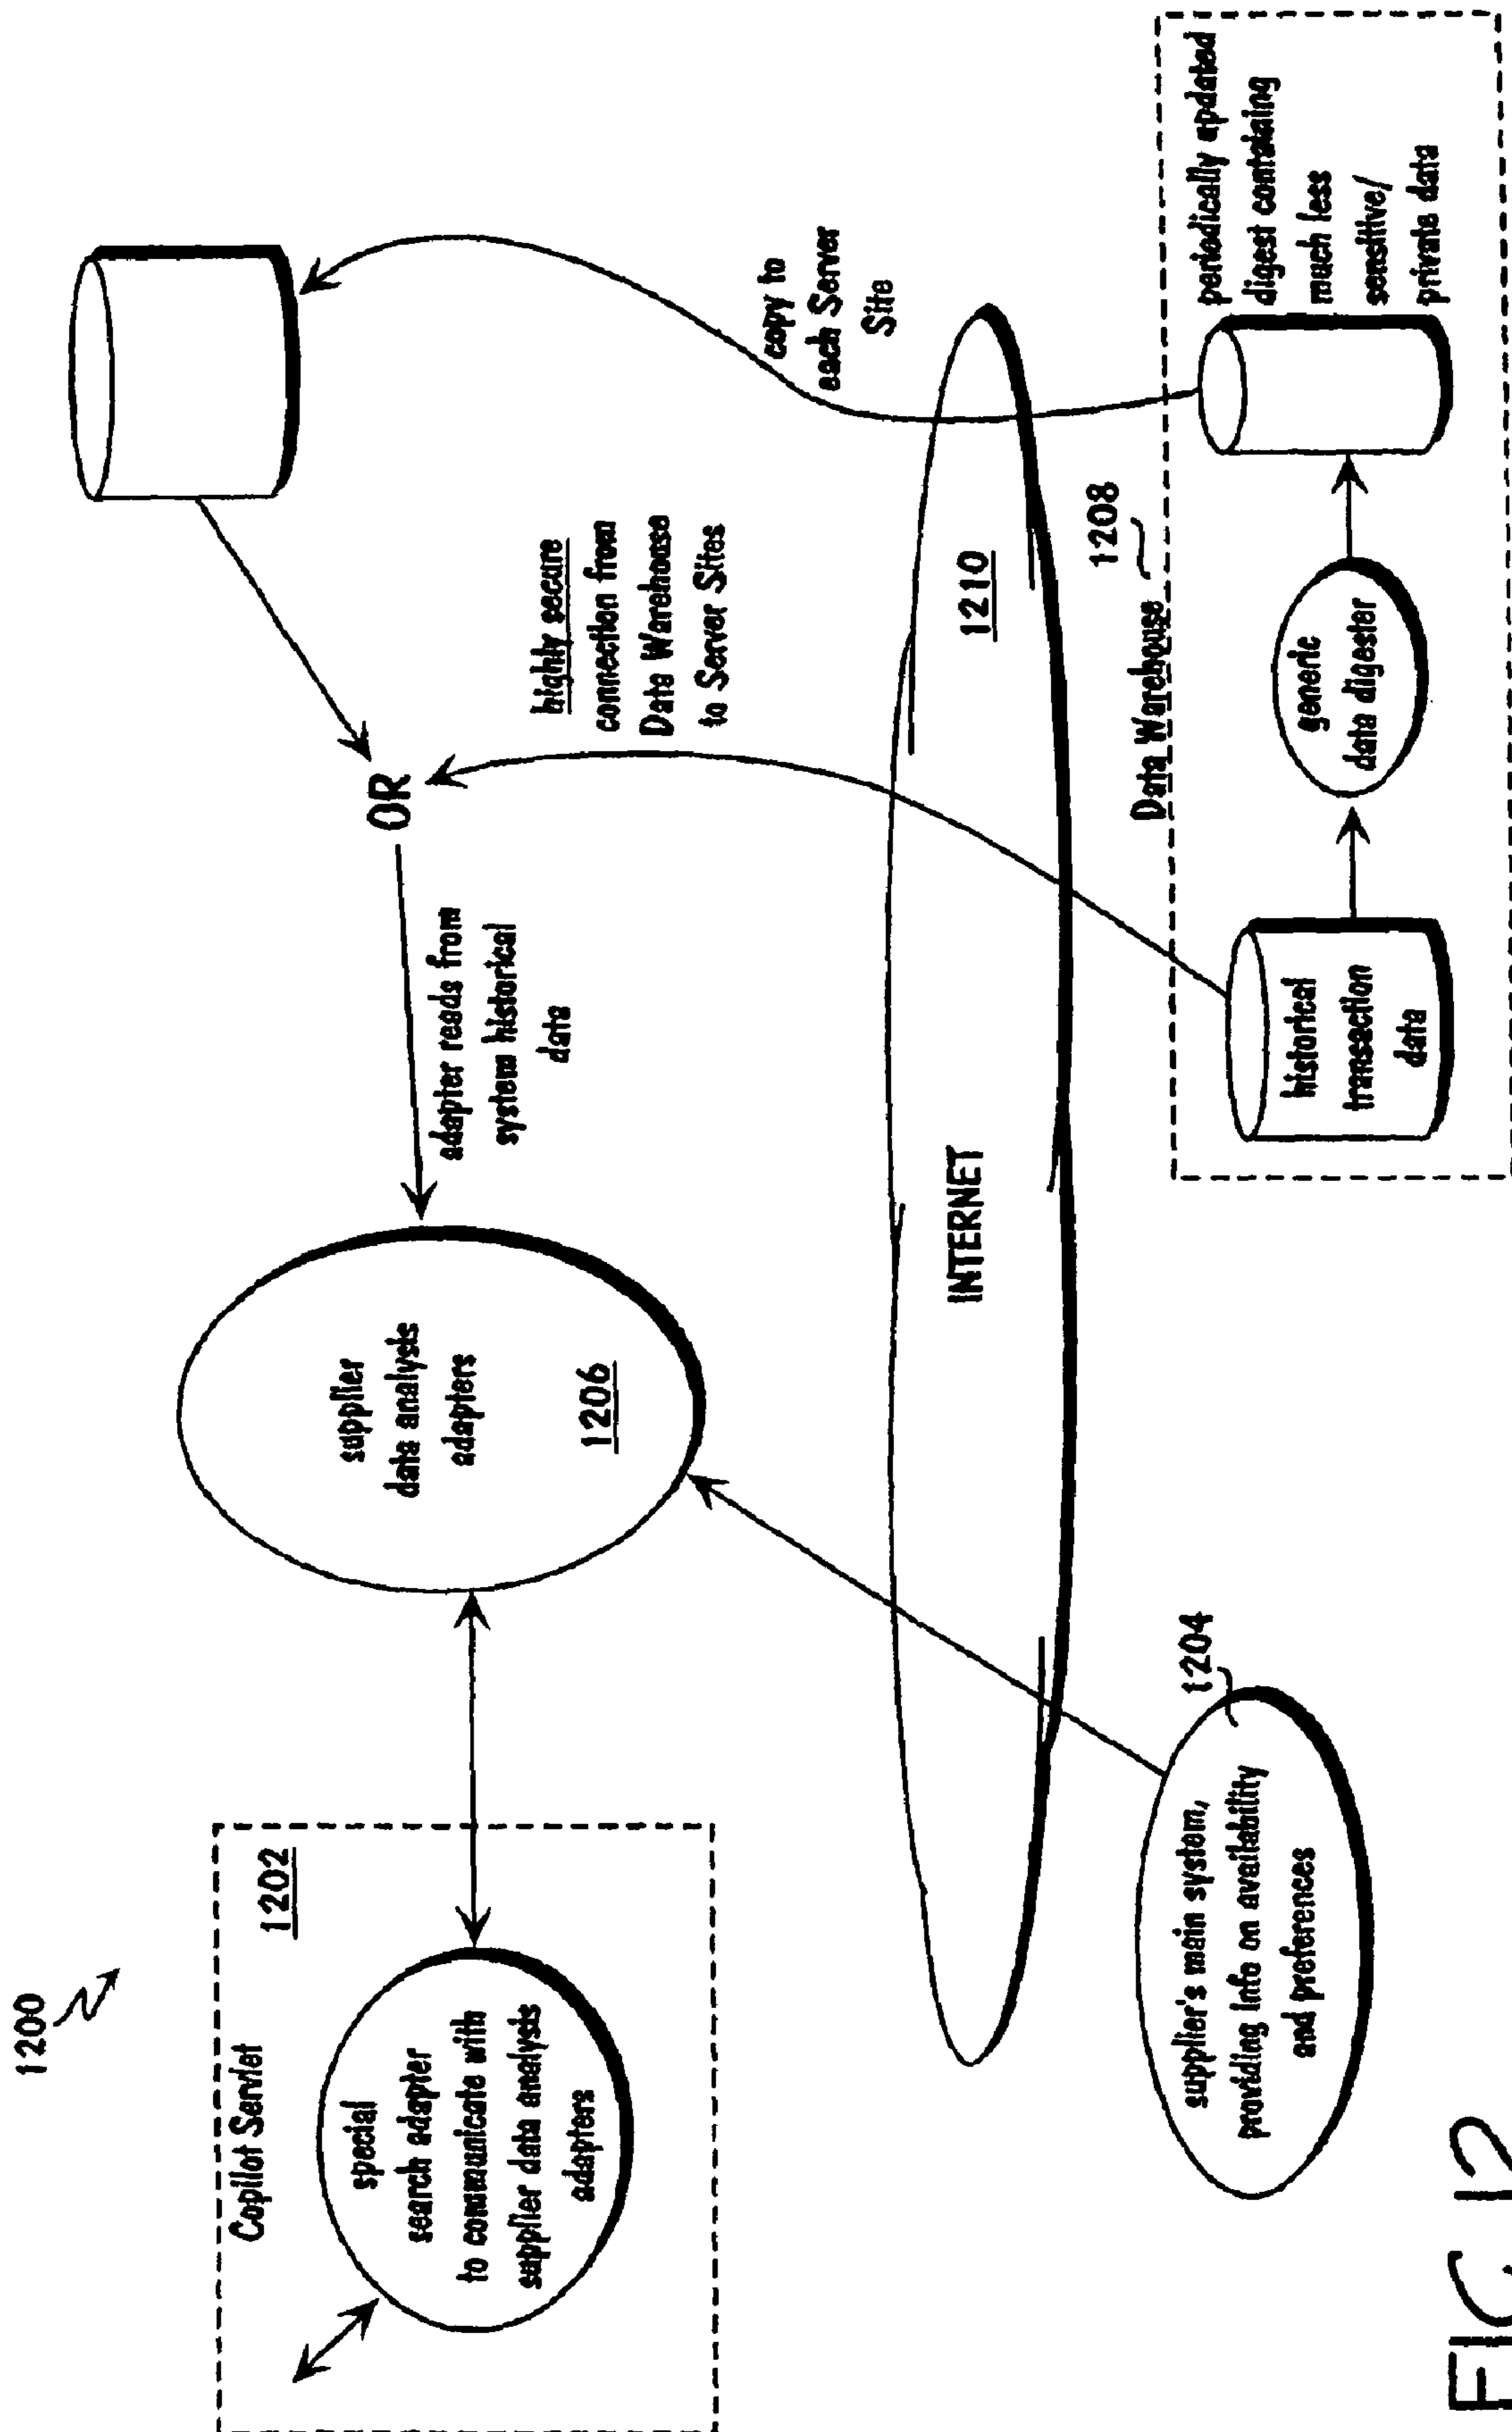 1200
Copilot Servlet
1202
special
search adapter
to communicate with
supplier data analysis
adapters
supplier
data analysis
adapters
1206
adapter reads from
system historical
data
OR
highly secure
connection from
Data Warehouse
to Server Sites
copy to
each Server
Site
INTERNET
1210
1204
supplier's main system,
providing info on availability
and preferences
Data Warehouse
1208
historical
transaction
data
generic
data digester
periodically updated
digest containing
much less
sensitive/
private data
FIG. 12